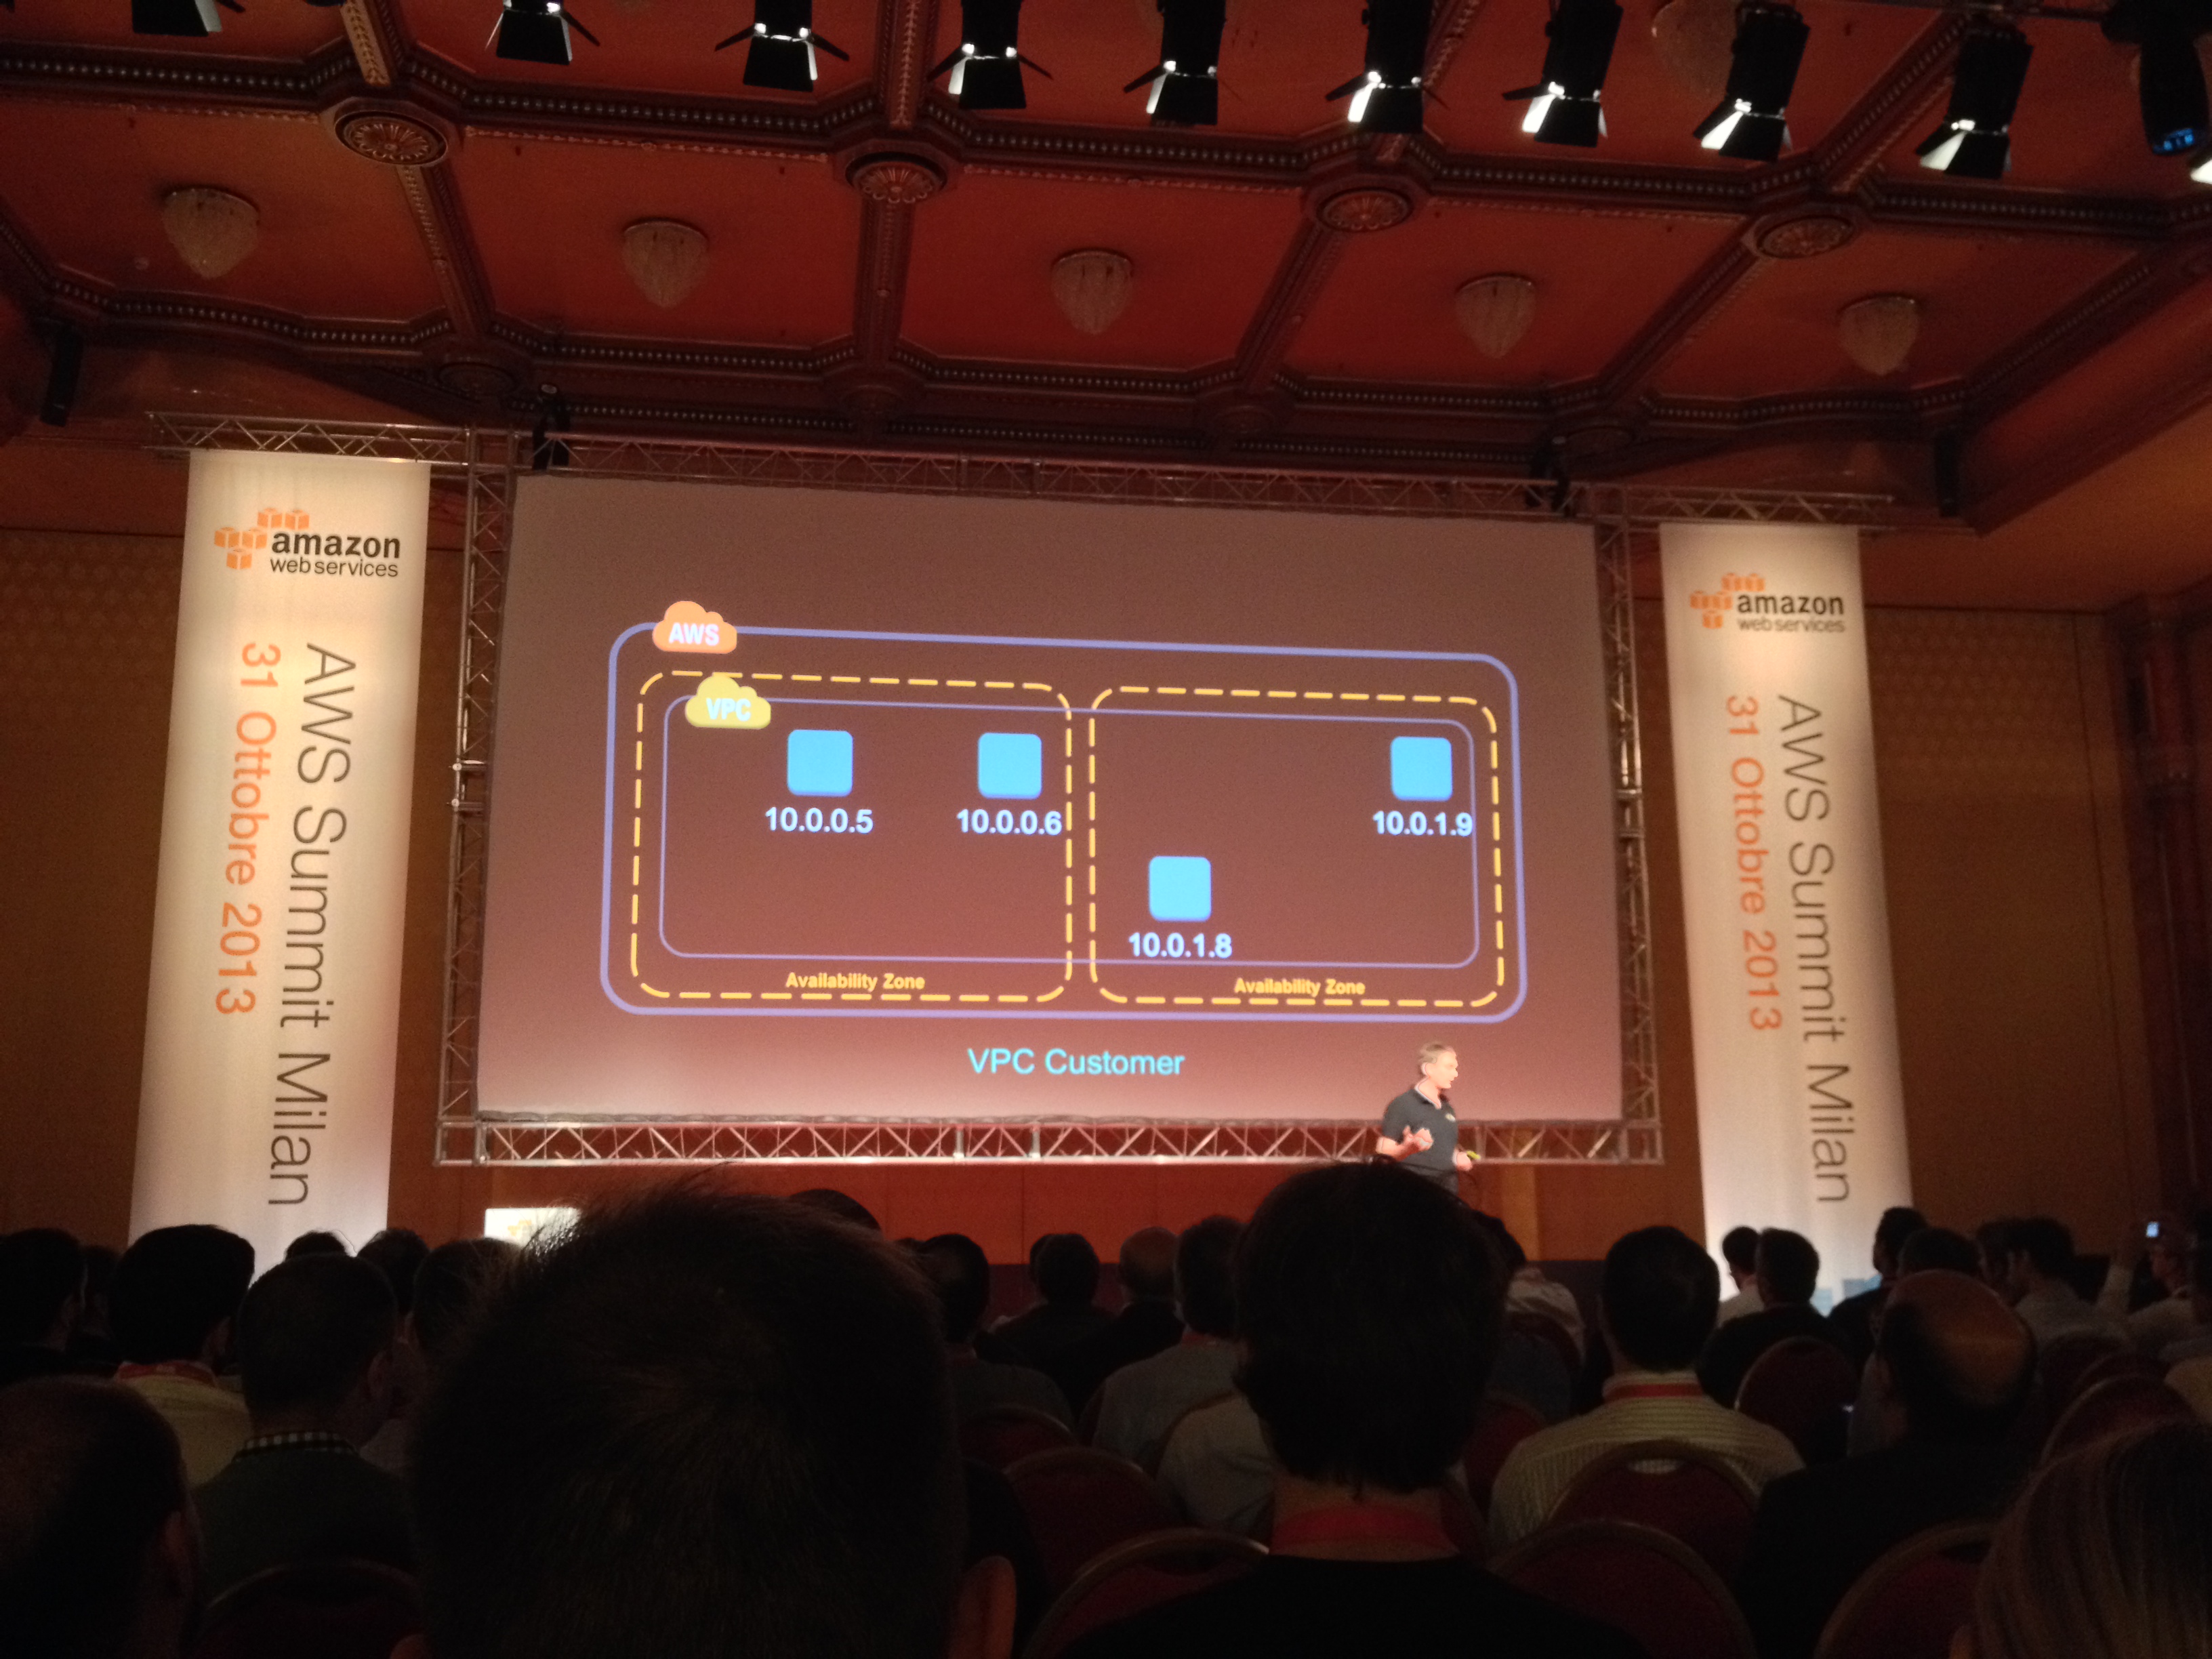 amazon
web services
AWS Summit Milan
31 Ottobre 2013
AWS
VPC
10.0.0.5
10.0.0.6
10.0.1.9
10.0.1.8
Availability Zone
Availability Zone
VPC Customer
amazon
web services
AWS Summit Milan
31 Ottobre 2013